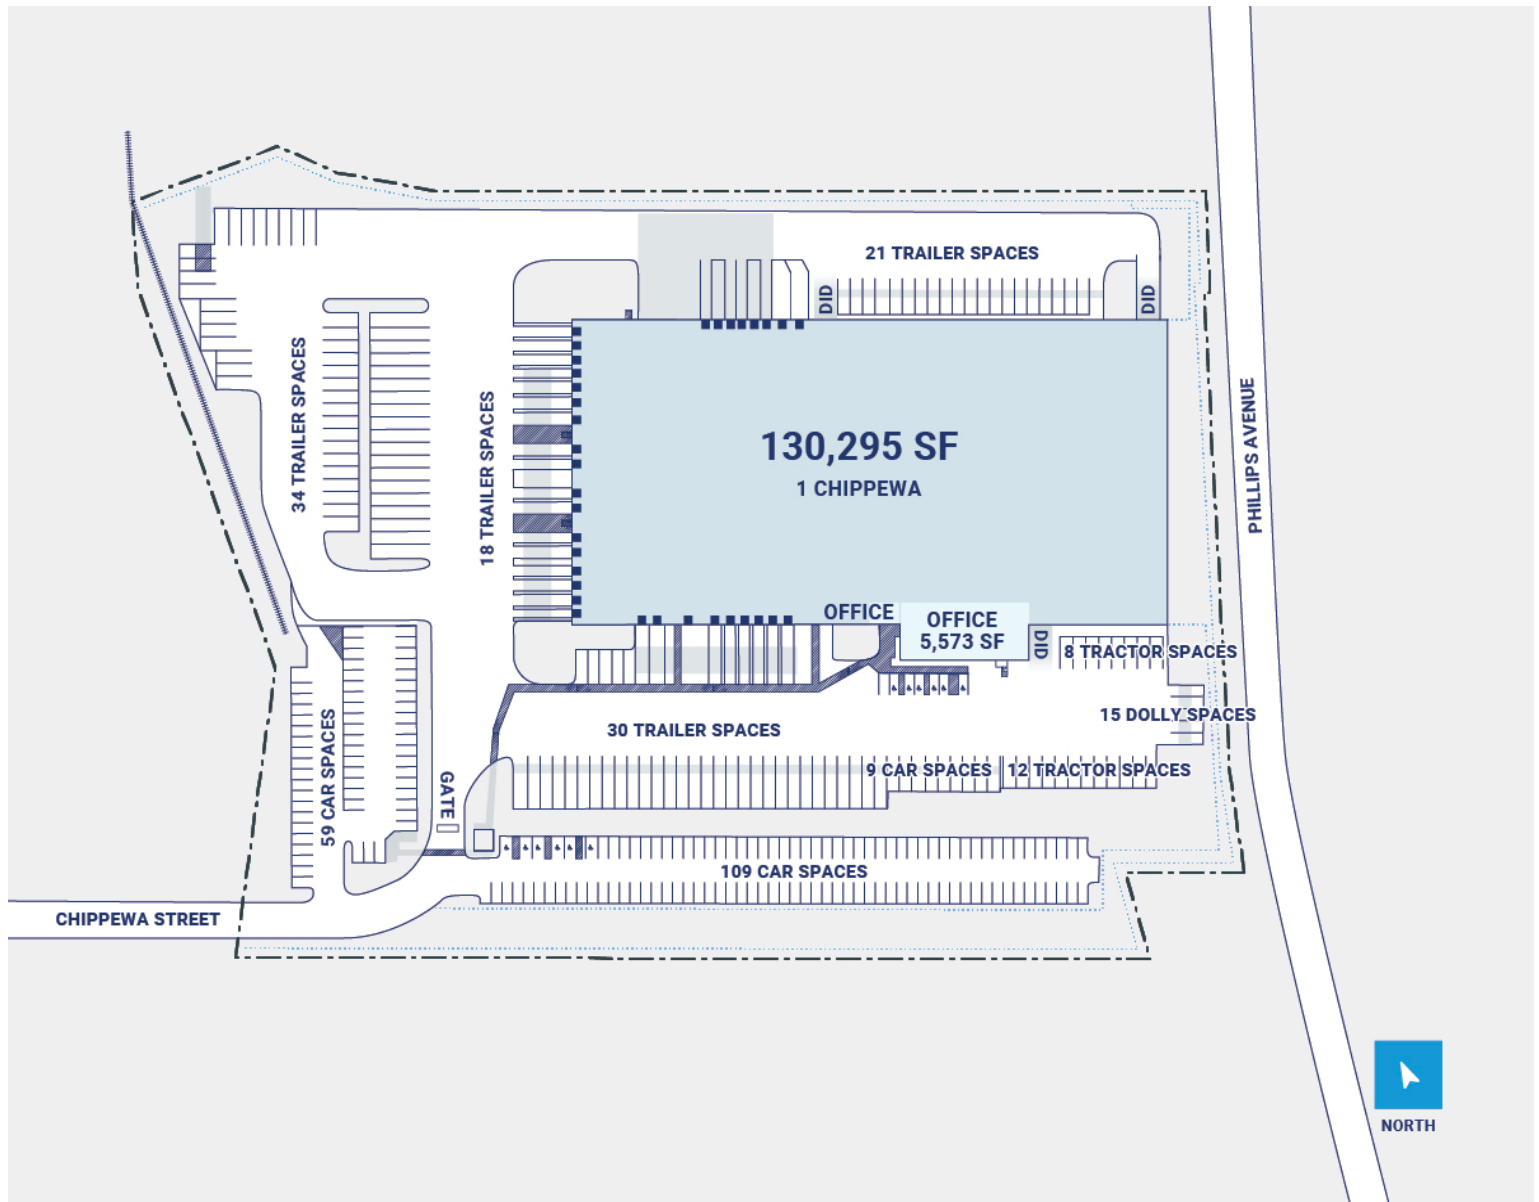 21 TRAILER SPACES
DID
DID
34 TRAILER SPACES
18 TRAILER SPACES
130,295 SF
1 CHIPPEWA
PHILLIPS AVENUE
OFFICE
OFFICE
5,573 SF
DID
8 TRACTOR SPACES
15 DOLLY SPACES
30 TRAILER SPACES
9 CAR SPACES
12 TRACTOR SPACES
59 CAR SPACES
GATE
109 CAR SPACES
CHIPPEWA STREET
NORTH